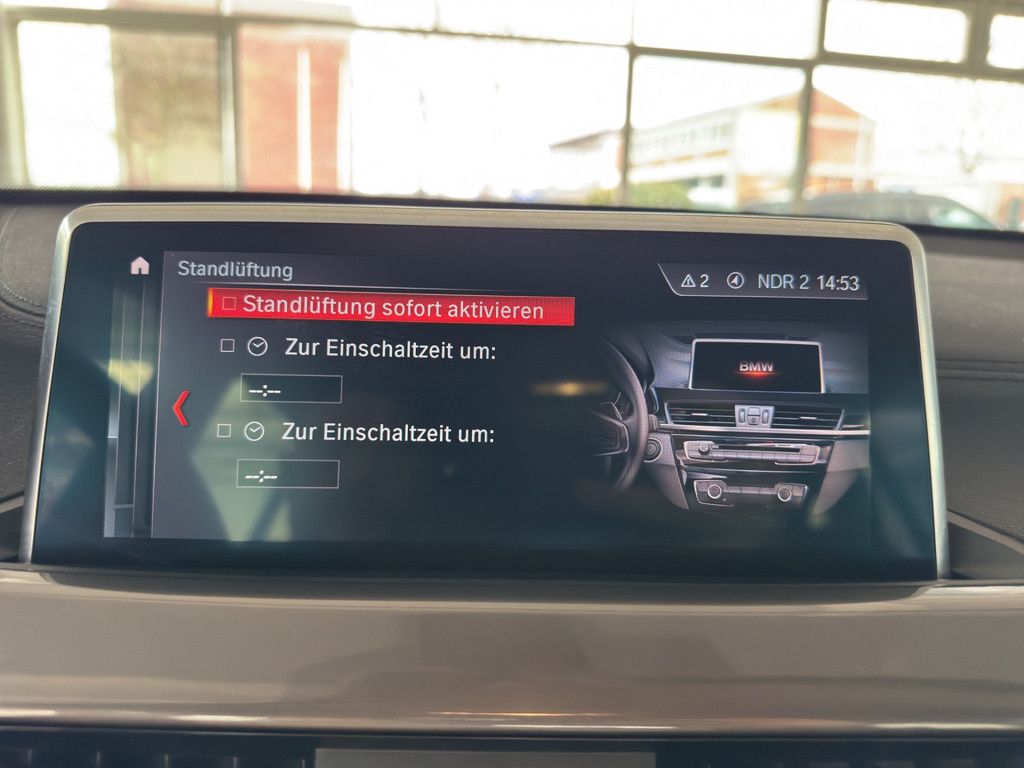 Standlüftung
2 NDR 2 14:53
Standlüftung sofort aktivieren
Zur Einschaltzeit um:
--:--
Zur Einschaltzeit um:
--:--
BMW